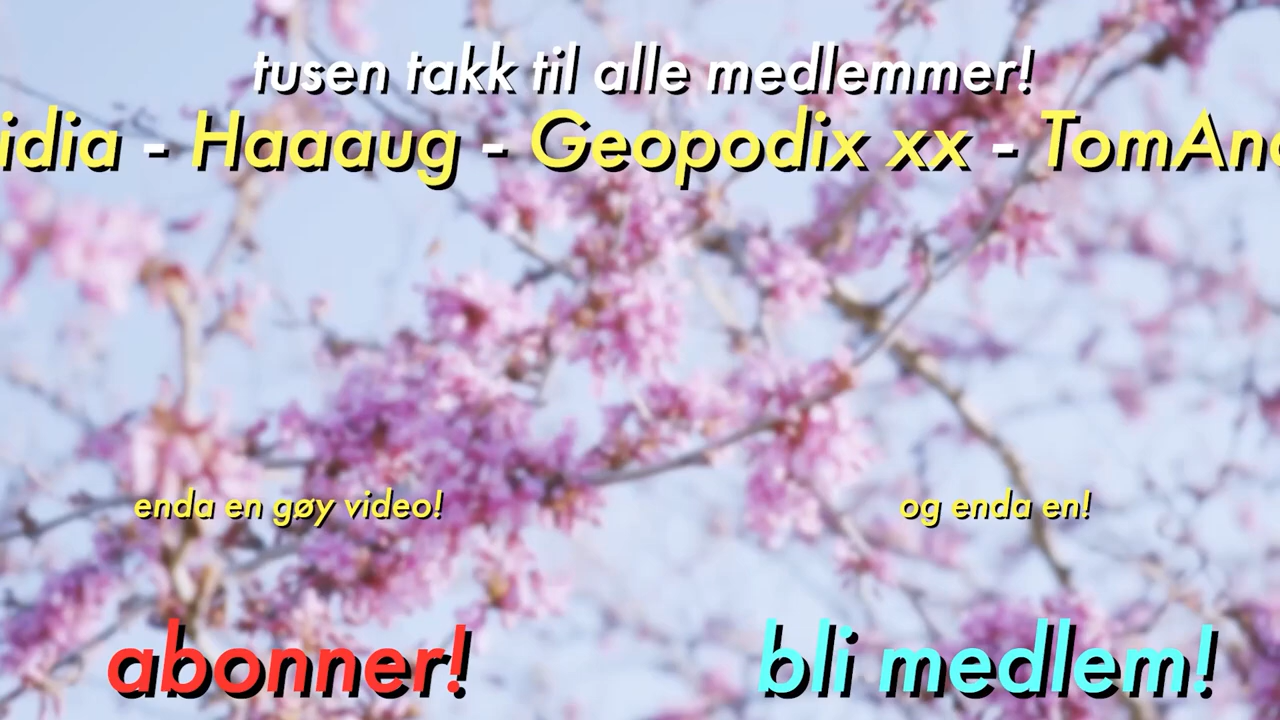 tusen takk til alle medlemmer!
idia - Haaaug - Geopodix xx - TomAnd
enda en gøy video!
og enda en!
abonner!
bli medlem!